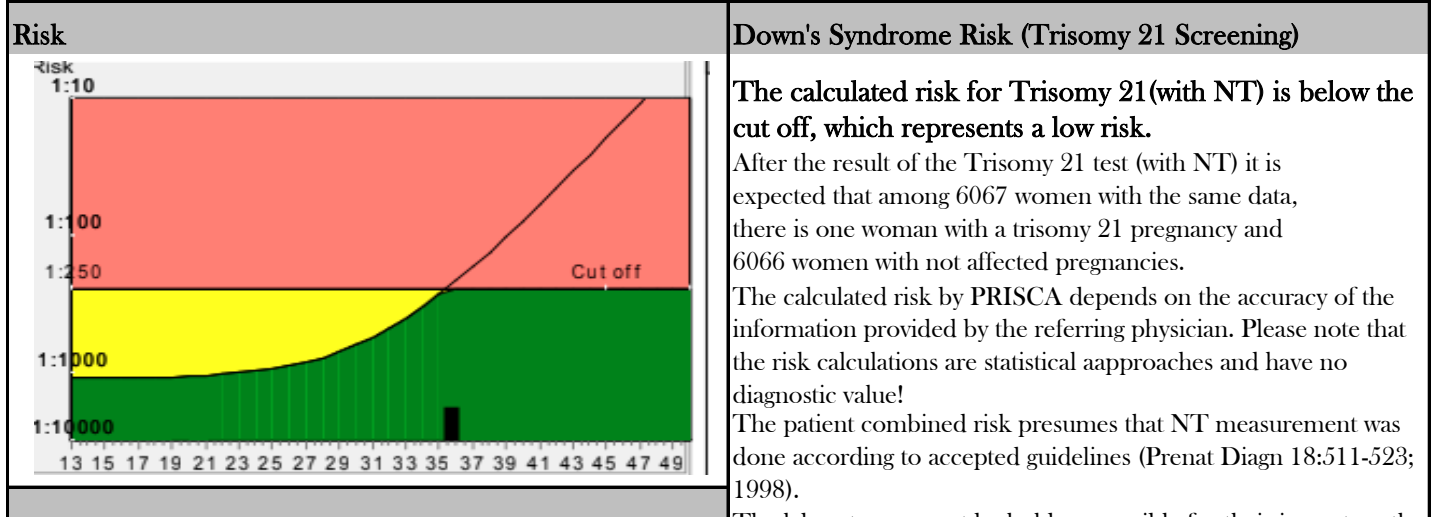 Risk
Risk
1:10
1:100
1:250
Cut off
1:1000
1:10000
13 15 17 19 21 23 25 27 29 31 33 35 37 39 41 43 45 47 49
Down's Syndrome Risk (Trisomy 21 Screening)
The calculated risk for Trisomy 21(with NT) is below the
cut off, which represents a low risk.
After the result of the Trisomy 21 test (with NT) it is
expected that among 6067 women with the same data,
there is one woman with a trisomy 21 pregnancy and
6066 women with not affected pregnancies.
The calculated risk by PRISCA depends on the accuracy of the
information provided by the referring physician. Please note that
the risk calculations are statistical aapproaches and have no
diagnostic value!
The patient combined risk presumes that NT measurement was
done according to accepted guidelines (Prenat Diagn 18:511-523;
1998).